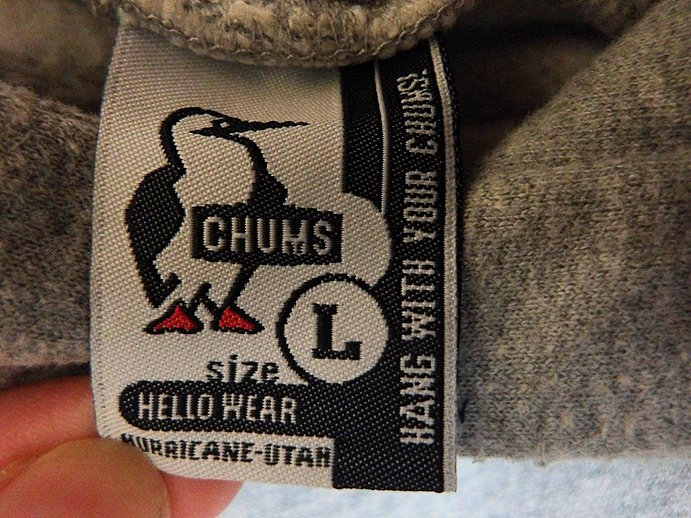 CHUMS
L
size
HELLO WEAR
HURRICANE-UTAH
HANG WITH YOUR CHUMS!